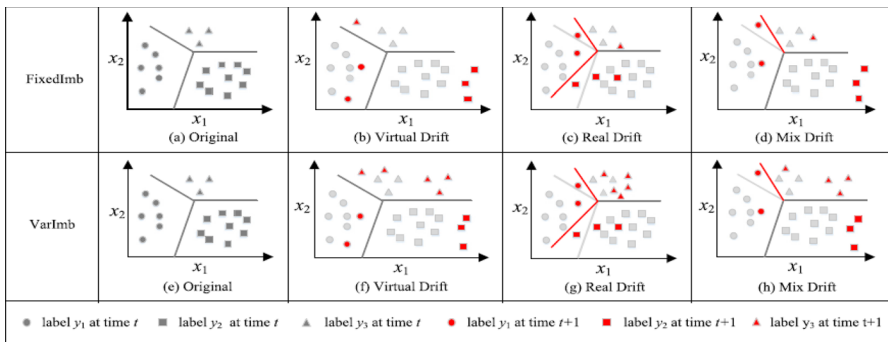 FixedImb
x₂
x₁
(a) Original
x₂
x₁
(b) Virtual Drift
x₂
x₁
(c) Real Drift
x₂
x₁
(d) Mix Drift
VarImb
x₂
x₁
(e) Original
x₂
x₁
(f) Virtual Drift
x₂
x₁
(g) Real Drift
x₂
x₁
(h) Mix Drift
label y₁ at time t label y₂ at time t label y₃ at time t label y₁ at time t+1 label y₂ at time t+1 label y₃ at time t+1